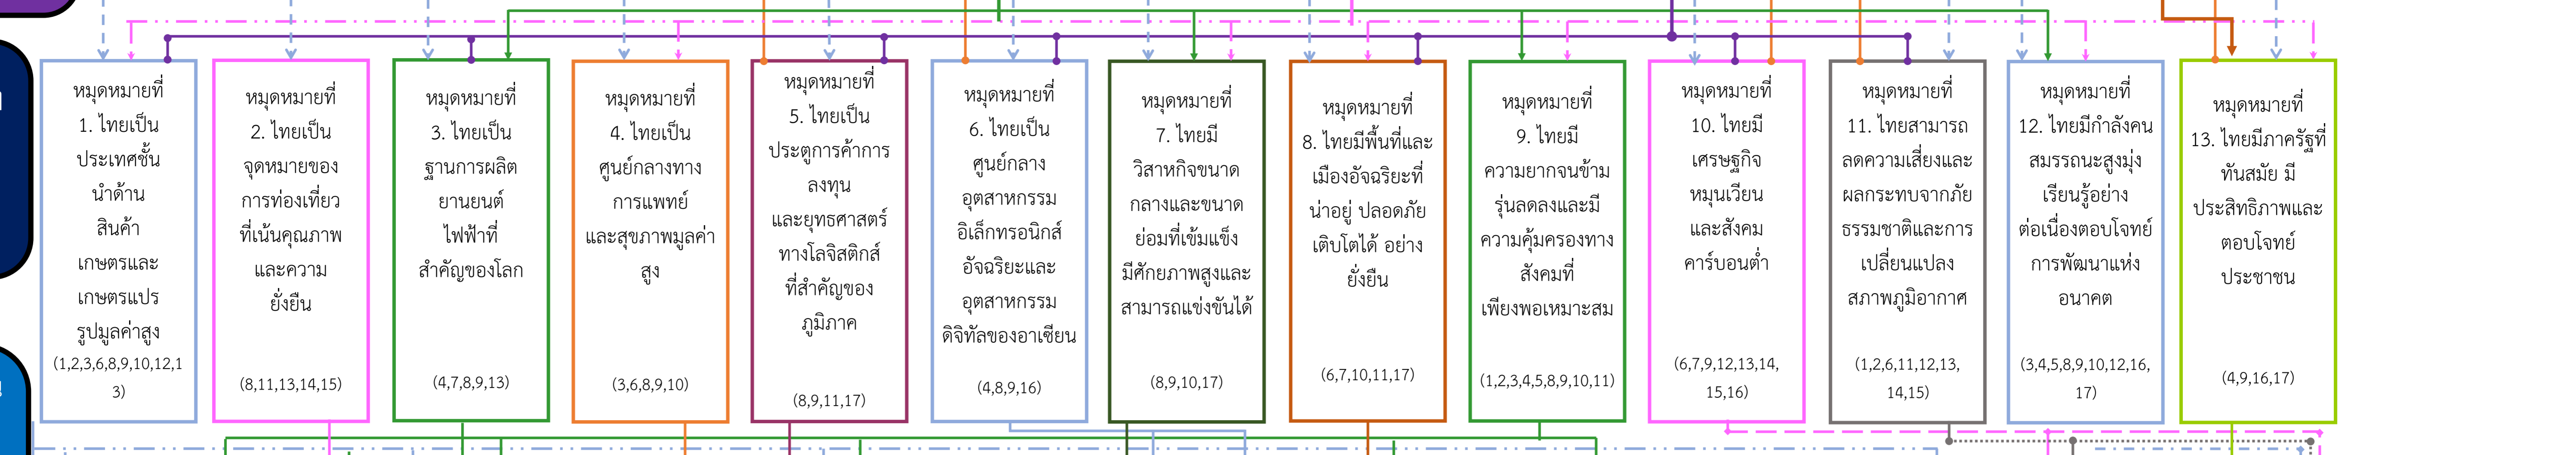 หมุดหมายที่
1. ไทยเป็น
ประเทศชั้น
นำด้าน
สินค้า
เกษตรและ
เกษตรแปร
รูปมูลค่าสูง
(1,2,3,6,8,9,10,12,1
3)
หมุดหมายที่
2. ไทยเป็น
จุดหมายของ
การท่องเที่ยว
ที่เน้นคุณภาพ
และความ
ยั่งยืน
(8,11,13,14,15)
หมุดหมายที่
3. ไทยเป็น
ฐานการผลิต
ยานยนต์
ไฟฟ้าที่
สำคัญของโลก
(4,7,8,9,13)
หมุดหมายที่
4. ไทยเป็น
ศูนย์กลางทาง
การแพทย์
และสุขภาพมูลค่า
สูง
(3,6,8,9,10)
หมุดหมายที่
5. ไทยเป็น
ประตูการค้าการ
ลงทุน
และยุทธศาสตร์
ทางโลจิสติกส์
ที่สำคัญของ
ภูมิภาค
(8,9,11,17)
หมุดหมายที่
6. ไทยเป็น
ศูนย์กลาง
อุตสาหกรรม
อิเล็กทรอนิกส์
อัจฉริยะและ
อุตสาหกรรม
ดิจิทัลของอาเซียน
(4,8,9,16)
หมุดหมายที่
7. ไทยมี
วิสาหกิจขนาด
กลางและขนาด
ย่อมที่เข้มแข็ง
มีศักยภาพสูงและ
สามารถแข่งขันได้
(8,9,10,17)
หมุดหมายที่
8. ไทยมีพื้นที่และ
เมืองอัจฉริยะที่
น่าอยู่ ปลอดภัย
เติบโตได้ อย่าง
ยั่งยืน
(6,7,10,11,17)
หมุดหมายที่
9. ไทยมี
ความยากจนข้าม
รุ่นลดลงและมี
ความคุ้มครองทาง
สังคมที่
เพียงพอเหมาะสม
(1,2,3,4,5,8,9,10,11)
หมุดหมายที่
10. ไทยมี
เศรษฐกิจ
หมุนเวียน
และสังคม
คาร์บอนต่ำ
(6,7,9,12,13,14,
15,16)
หมุดหมายที่
11. ไทยสามารถ
ลดความเสี่ยงและ
ผลกระทบจากภัย
ธรรมชาติและการ
เปลี่ยนแปลง
สภาพภูมิอากาศ
(1,2,6,11,12,13,
14,15)
หมุดหมายที่
12. ไทยมีกำลังคน
สมรรถนะสูงมุ่ง
เรียนรู้อย่าง
ต่อเนื่องตอบโจทย์
การพัฒนาแห่ง
อนาคต
(3,4,5,8,9,10,12,16,
17)
หมุดหมายที่
13. ไทยมีภาครัฐที่
ทันสมัย มี
ประสิทธิภาพและ
ตอบโจทย์
ประชาชน
(4,9,16,17)